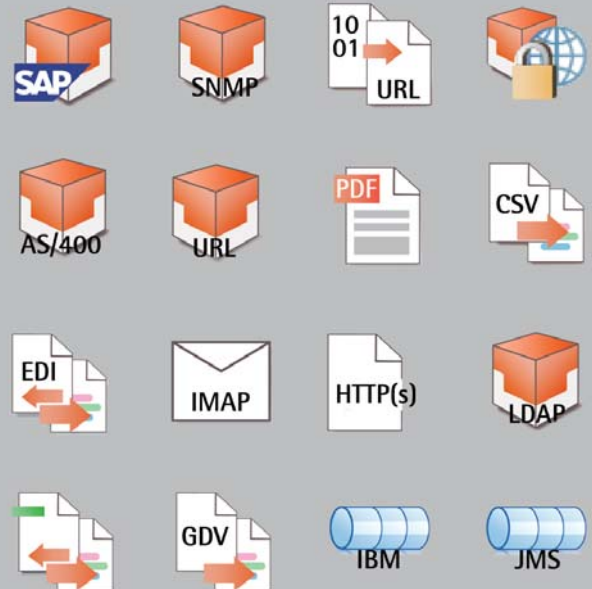 SAP
SNMP
10
01
URL
AS/400
URL
PDF
CSV
EDI
IMAP
HTTP(s)
LDAP
GDV
IBM
JMS